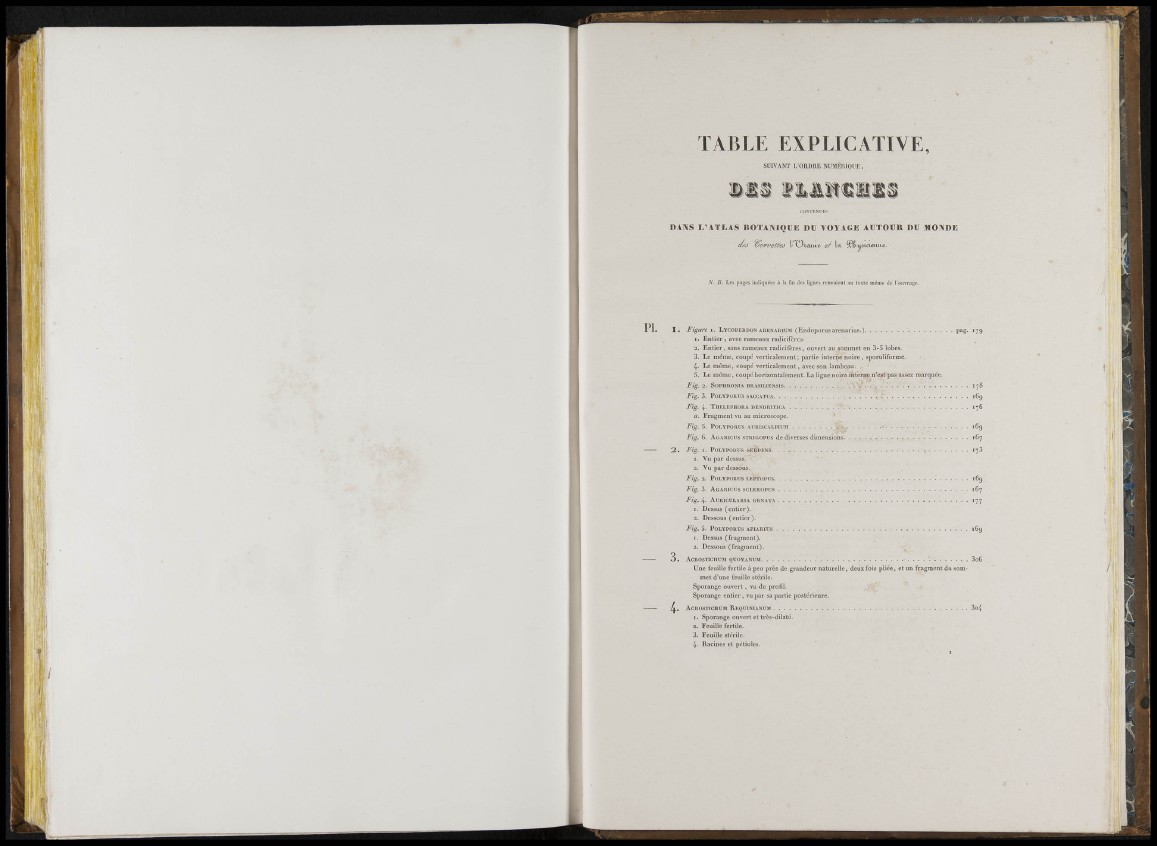 TABLE EXPLICATIVE,
SUIVANT L'ORDRE NUMÉRIQUE,
DES PLANCHES
CONTENUES
DANS L'ATLAS BOTANIQUE DU VOYAGE AUTOUR DU MONDE
des Corvettes l'Uranie et la Physicienne.
N. B. Les pages indiquées à la fin des lignes renvoient au texte même de l'ouvrage.
Pl. 1. Figure 1. LYCOPERDON ARENARIUM (Endoporus arenarius.). . . . . . . . . . . . . . . . . pag. 179
1. Entier, avec rameaux radicifères.
2. Entier, sans rameaux radicifères, ouvert au sommet en 3-5 lobes.
3. Le même, coupé verticalement; partie interne noire, sporuliforme.
4. Le même, coupé verticalement, avec son lambeau.
5. Le même, coupé horizontalement. La ligne noire interne n'est pas assez marquée.
Fig. 2. SOPHRONIA BRASILIENSIS. . . . . . . . . . . . . . . . . . . . . . . . . . . . . 178
Fig. 3. POLYPORUS SACCATUS. . . . . . . . . . . . . . . . . . . . . . . . . . . . . 169
Fig. 4. THELEPHORA DENDRITICA . . . . . . . . . . . . . . . . . . . . . . . . . . . 176
a. Fragment vu au microscope.
Fig. 5. POLYPORUS AURISCALPIUM . . . . . . . . . . . . . . . . . . . . . . . . . . 169
Fig. 6. AGARICUS STRIGOPUS de diverses dimensions. . . . . . . . . . . . . . . . . . 167
— 2. Fig. 1. POLYPORUS SERPENS. . . . . . . . . . . . . . . . . . . . . . . . . . . . . 173
1. Vu par dessus.
2. Vu par dessous.
Fig. 2. POLYPORUS LEPTOPUS. . . . . . . . . . . . . . . . . . . . . . . . . . . . . 169
Fig. 3. AGARICUS SCLEROPUS . . . . . . . . . . . . . . . . . . . . . . . . . . . . . 167
Fig. 4. AURICULARIA ORNATA . . . . . . . . . . . . . . . . . . . . . . . . . . . . . 177
1. Dessus (entier).
2. Dessous (entier).
Fig. 5. POLYPORUS APIARIUS . . . . . . . . . . . . . . . . . . . . . . . . . . . . . 169
1. Dessus (fragment).
2. Dessous (fragment).
— 3. ACROSTICHUM QUOYANUM. . . . . . . . . . . . . . . . . . . . . . . . . . . . . . 306
Une feuille fertile à peu près de grandeur naturelle, deux fois pliée, et un fragment du som-
met d'une feuille stérile.
Sporange ouvert, vu de profil.
Sporange entier, vu par sa partie postérieure.
— 4. ACROSTICHUM REQUINIANUM . . . . . . . . . . . . . . . . . . . . . . . . . . . . . 304
1. Sporange ouvert et très-dilaté.
2. Feuille fertile.
3. Feuille stérile.
4. Racines et pétioles.
1